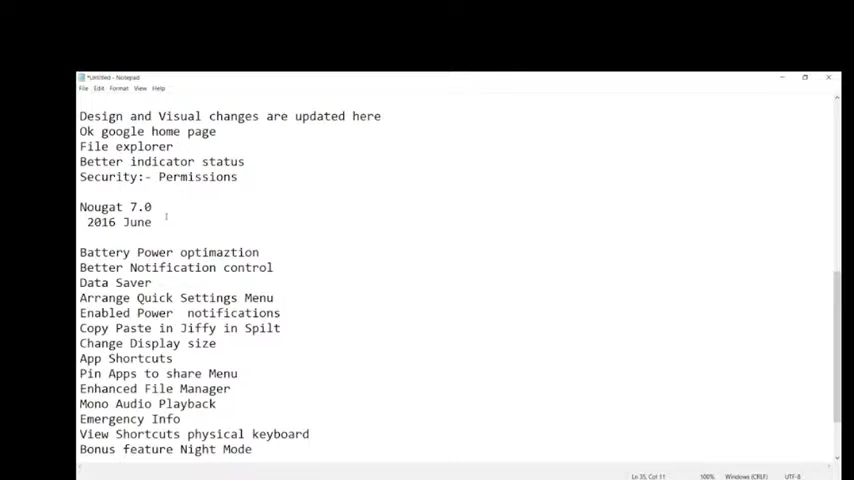 *Untitled - Notepad
File Edit Format View Help
Design and Visual changes are updated here
Ok google home page
File explorer
Better indicator status
Security:- Permissions
Nougat 7.0
2016 June
Battery Power optimaztion
Better Notification control
Data Saver
Arrange Quick Settings Menu
Enabled Power  notifications
Copy Paste in Jiffy in Spilt
Change Display size
App Shortcuts
Pin Apps to share Menu
Enhanced File Manager
Mono Audio Playback
Emergency Info
View Shortcuts physical keyboard
Bonus feature Night Mode
Ln 35, Col 11 100% Windows (CRLF) UTF-8